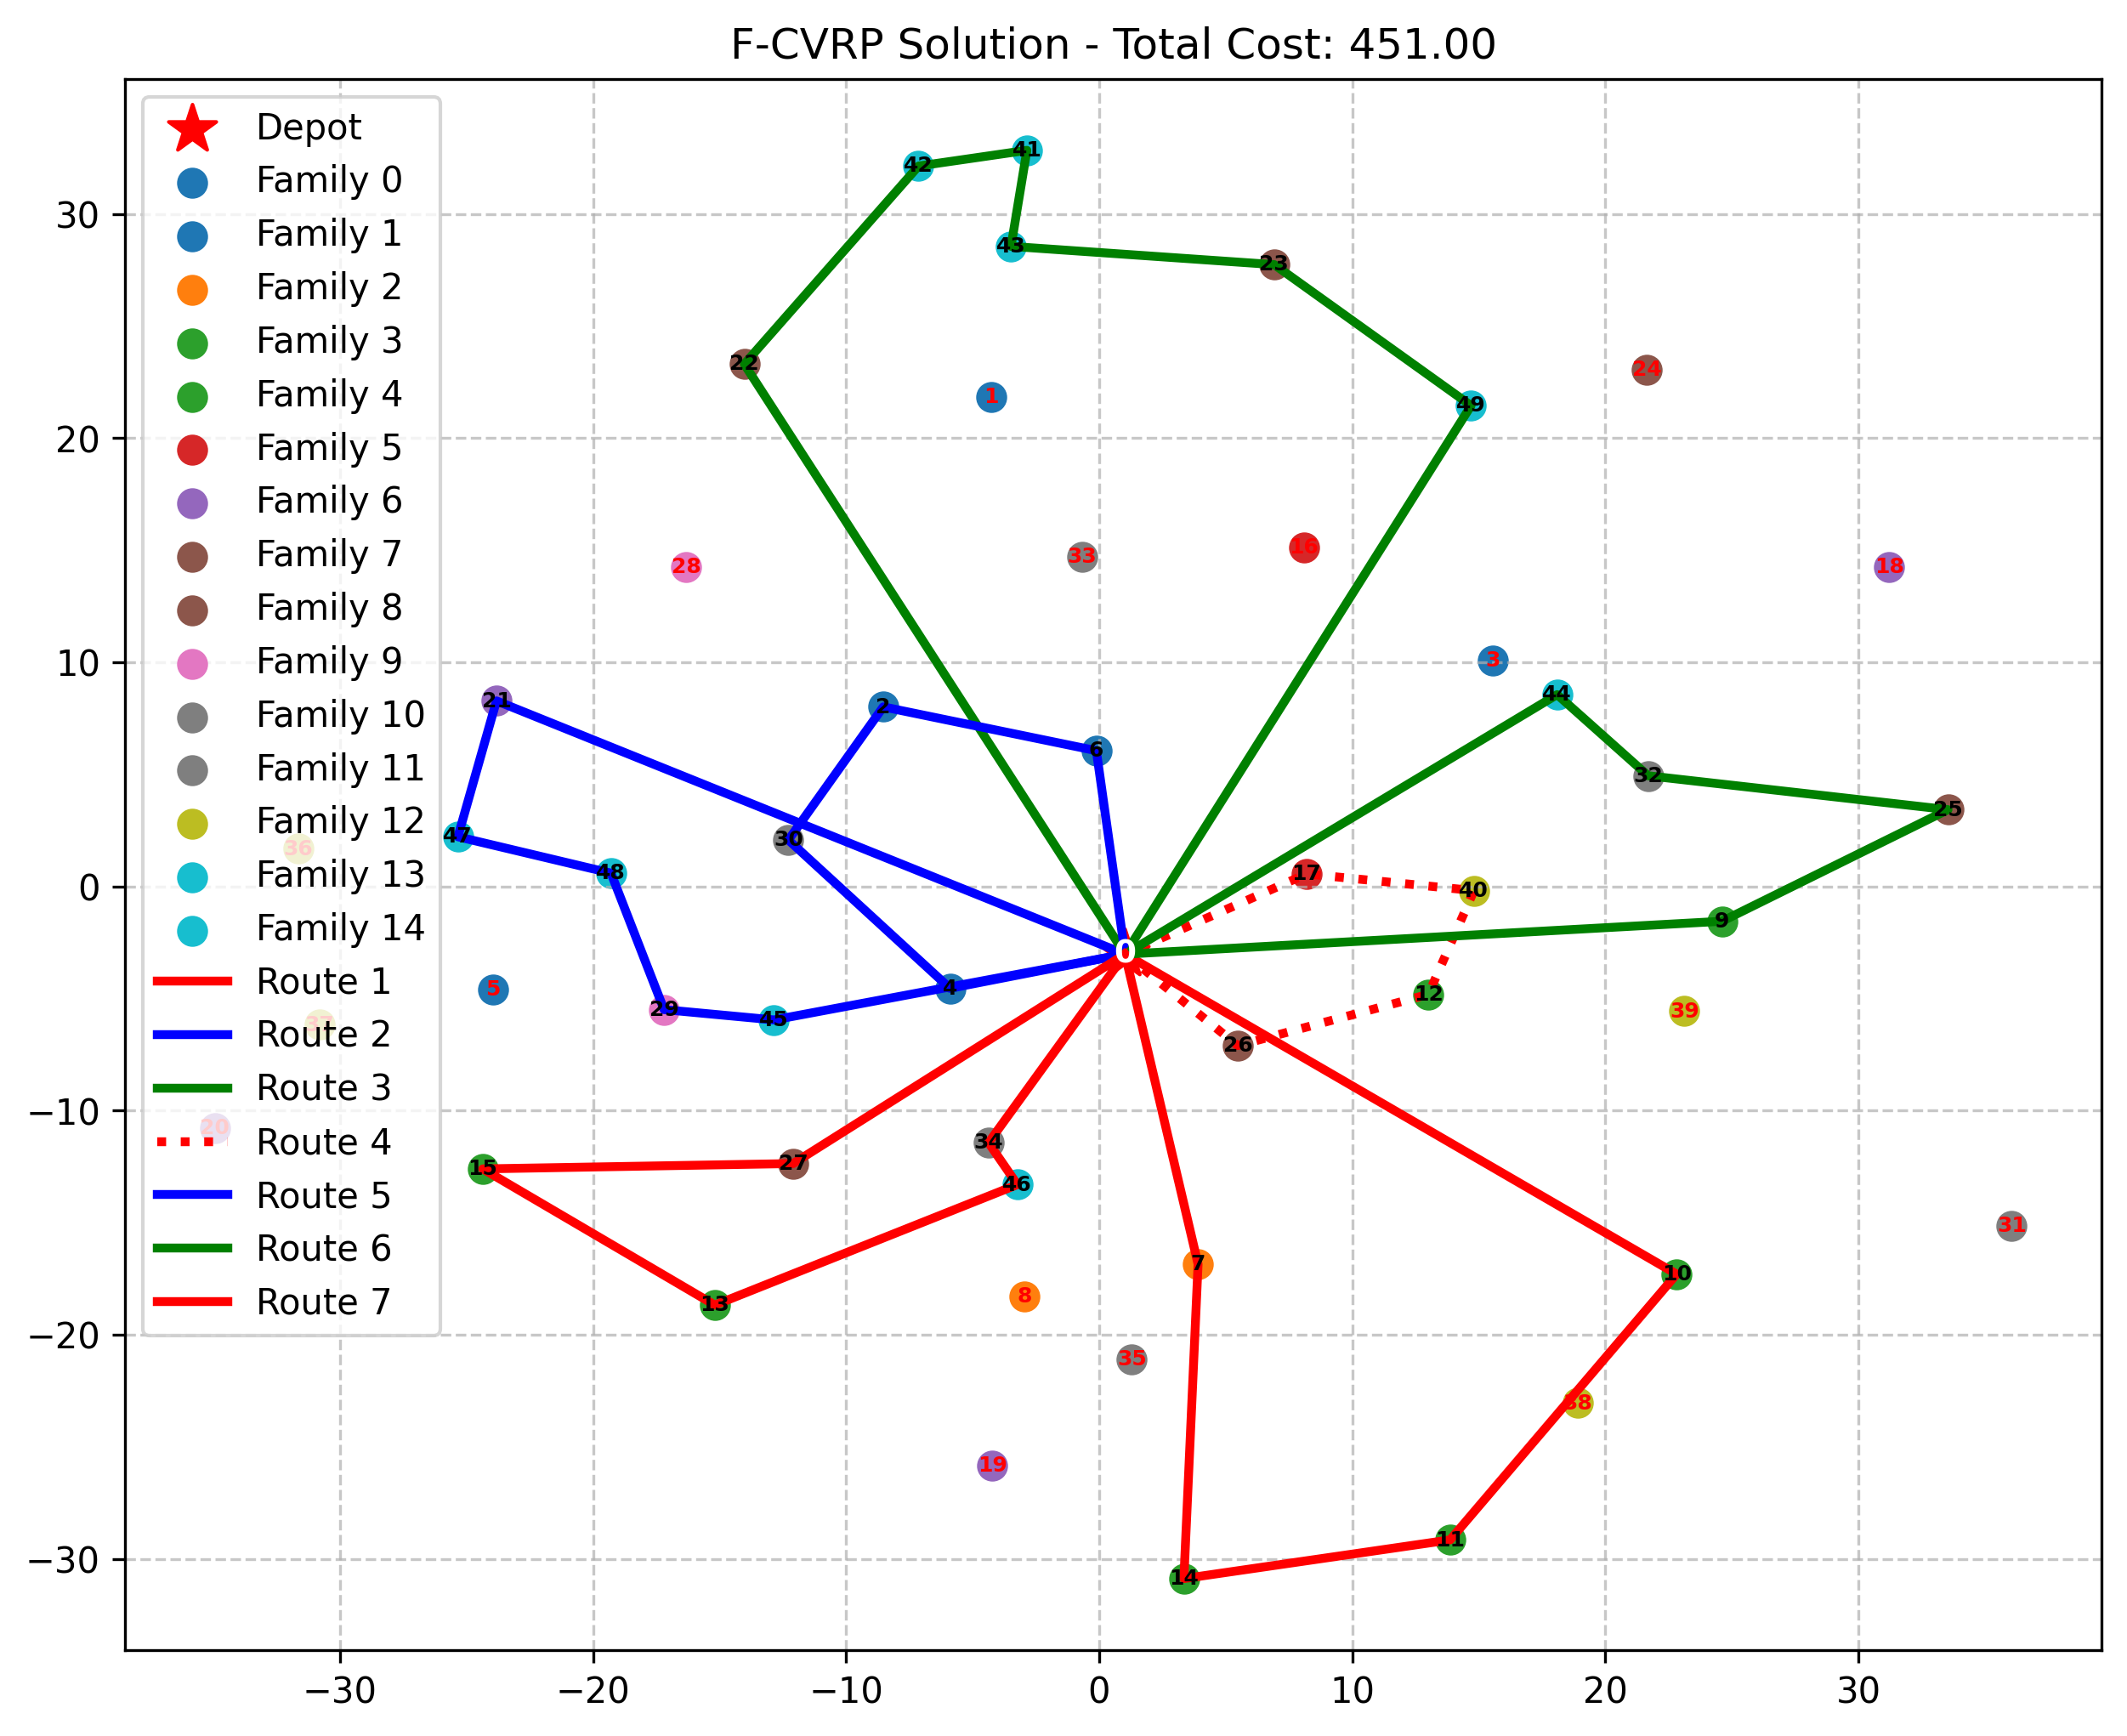 F-CVRP Solution - Total Cost: 451.00
Depot
Family 0
Family 1
Family 2
Family 3
Family 4
Family 5
Family 6
Family 7
Family 8
Family 9
Family 10
Family 11
Family 12
Family 13
Family 14
Route 1
Route 2
Route 3
Route 4
Route 5
Route 6
Route 7
30
20
10
0
−10
−20
−30
−30
−20
−10
0
10
20
30
41
42
43
23
22
24
1
49
16
33
28
18
3
44
21
2
6
32
25
47
30
36
48
17
40
9
0
4
5
29
12
45
39
37
26
20
34
27
15
46
31
7
10
8
13
35
38
19
11
14